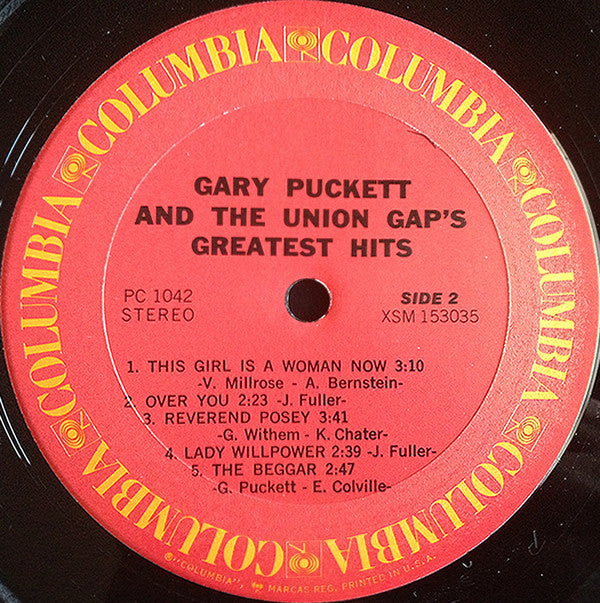 COLUMBIA COLUMBIA COLUMBIA COLUMBIA COLUMBIA COLUMBIA COLUMBIA COLUMBIA
GARY PUCKETT
AND THE UNION GAP'S
GREATEST HITS
PC 1042 SIDE 2
STEREO XSM 153035
1. THIS GIRL IS A WOMAN NOW 3:10
-V. Millrose - A. Bernstein-
2. OVER YOU 2:23 -J. Fuller-
3. REVEREND POSEY 3:41
-G. Withem - K. Chater-
4. LADY WILLPOWER 2:39 -J. Fuller-
5. THE BEGGAR 2:47
-G. Puckett - E. Colville-
"COLUMBIA", MARCAS REG. PRINTED IN U.S.A.